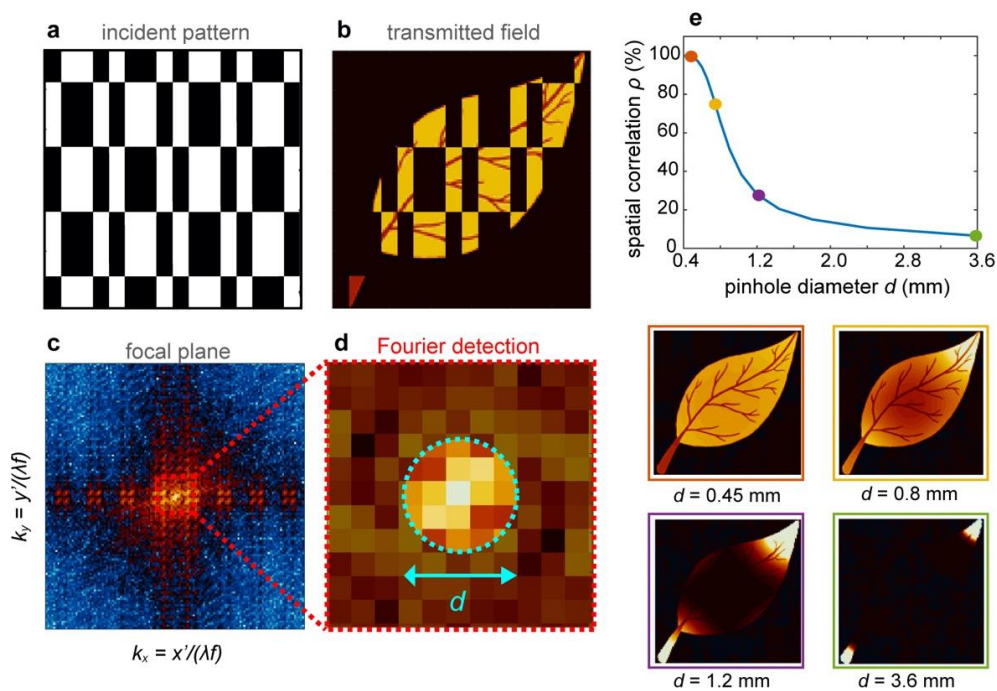 a incident pattern
b transmitted field
c focal plane
k_y = y'/(λf)
k_x = x'/(λf)
d Fourier detection
d
e
spatial correlation ρ (%)
100
80
60
40
20
0
0.4 1.2 2.0 2.8 3.6
pinhole diameter d (mm)
d = 0.45 mm
d = 0.8 mm
d = 1.2 mm
d = 3.6 mm